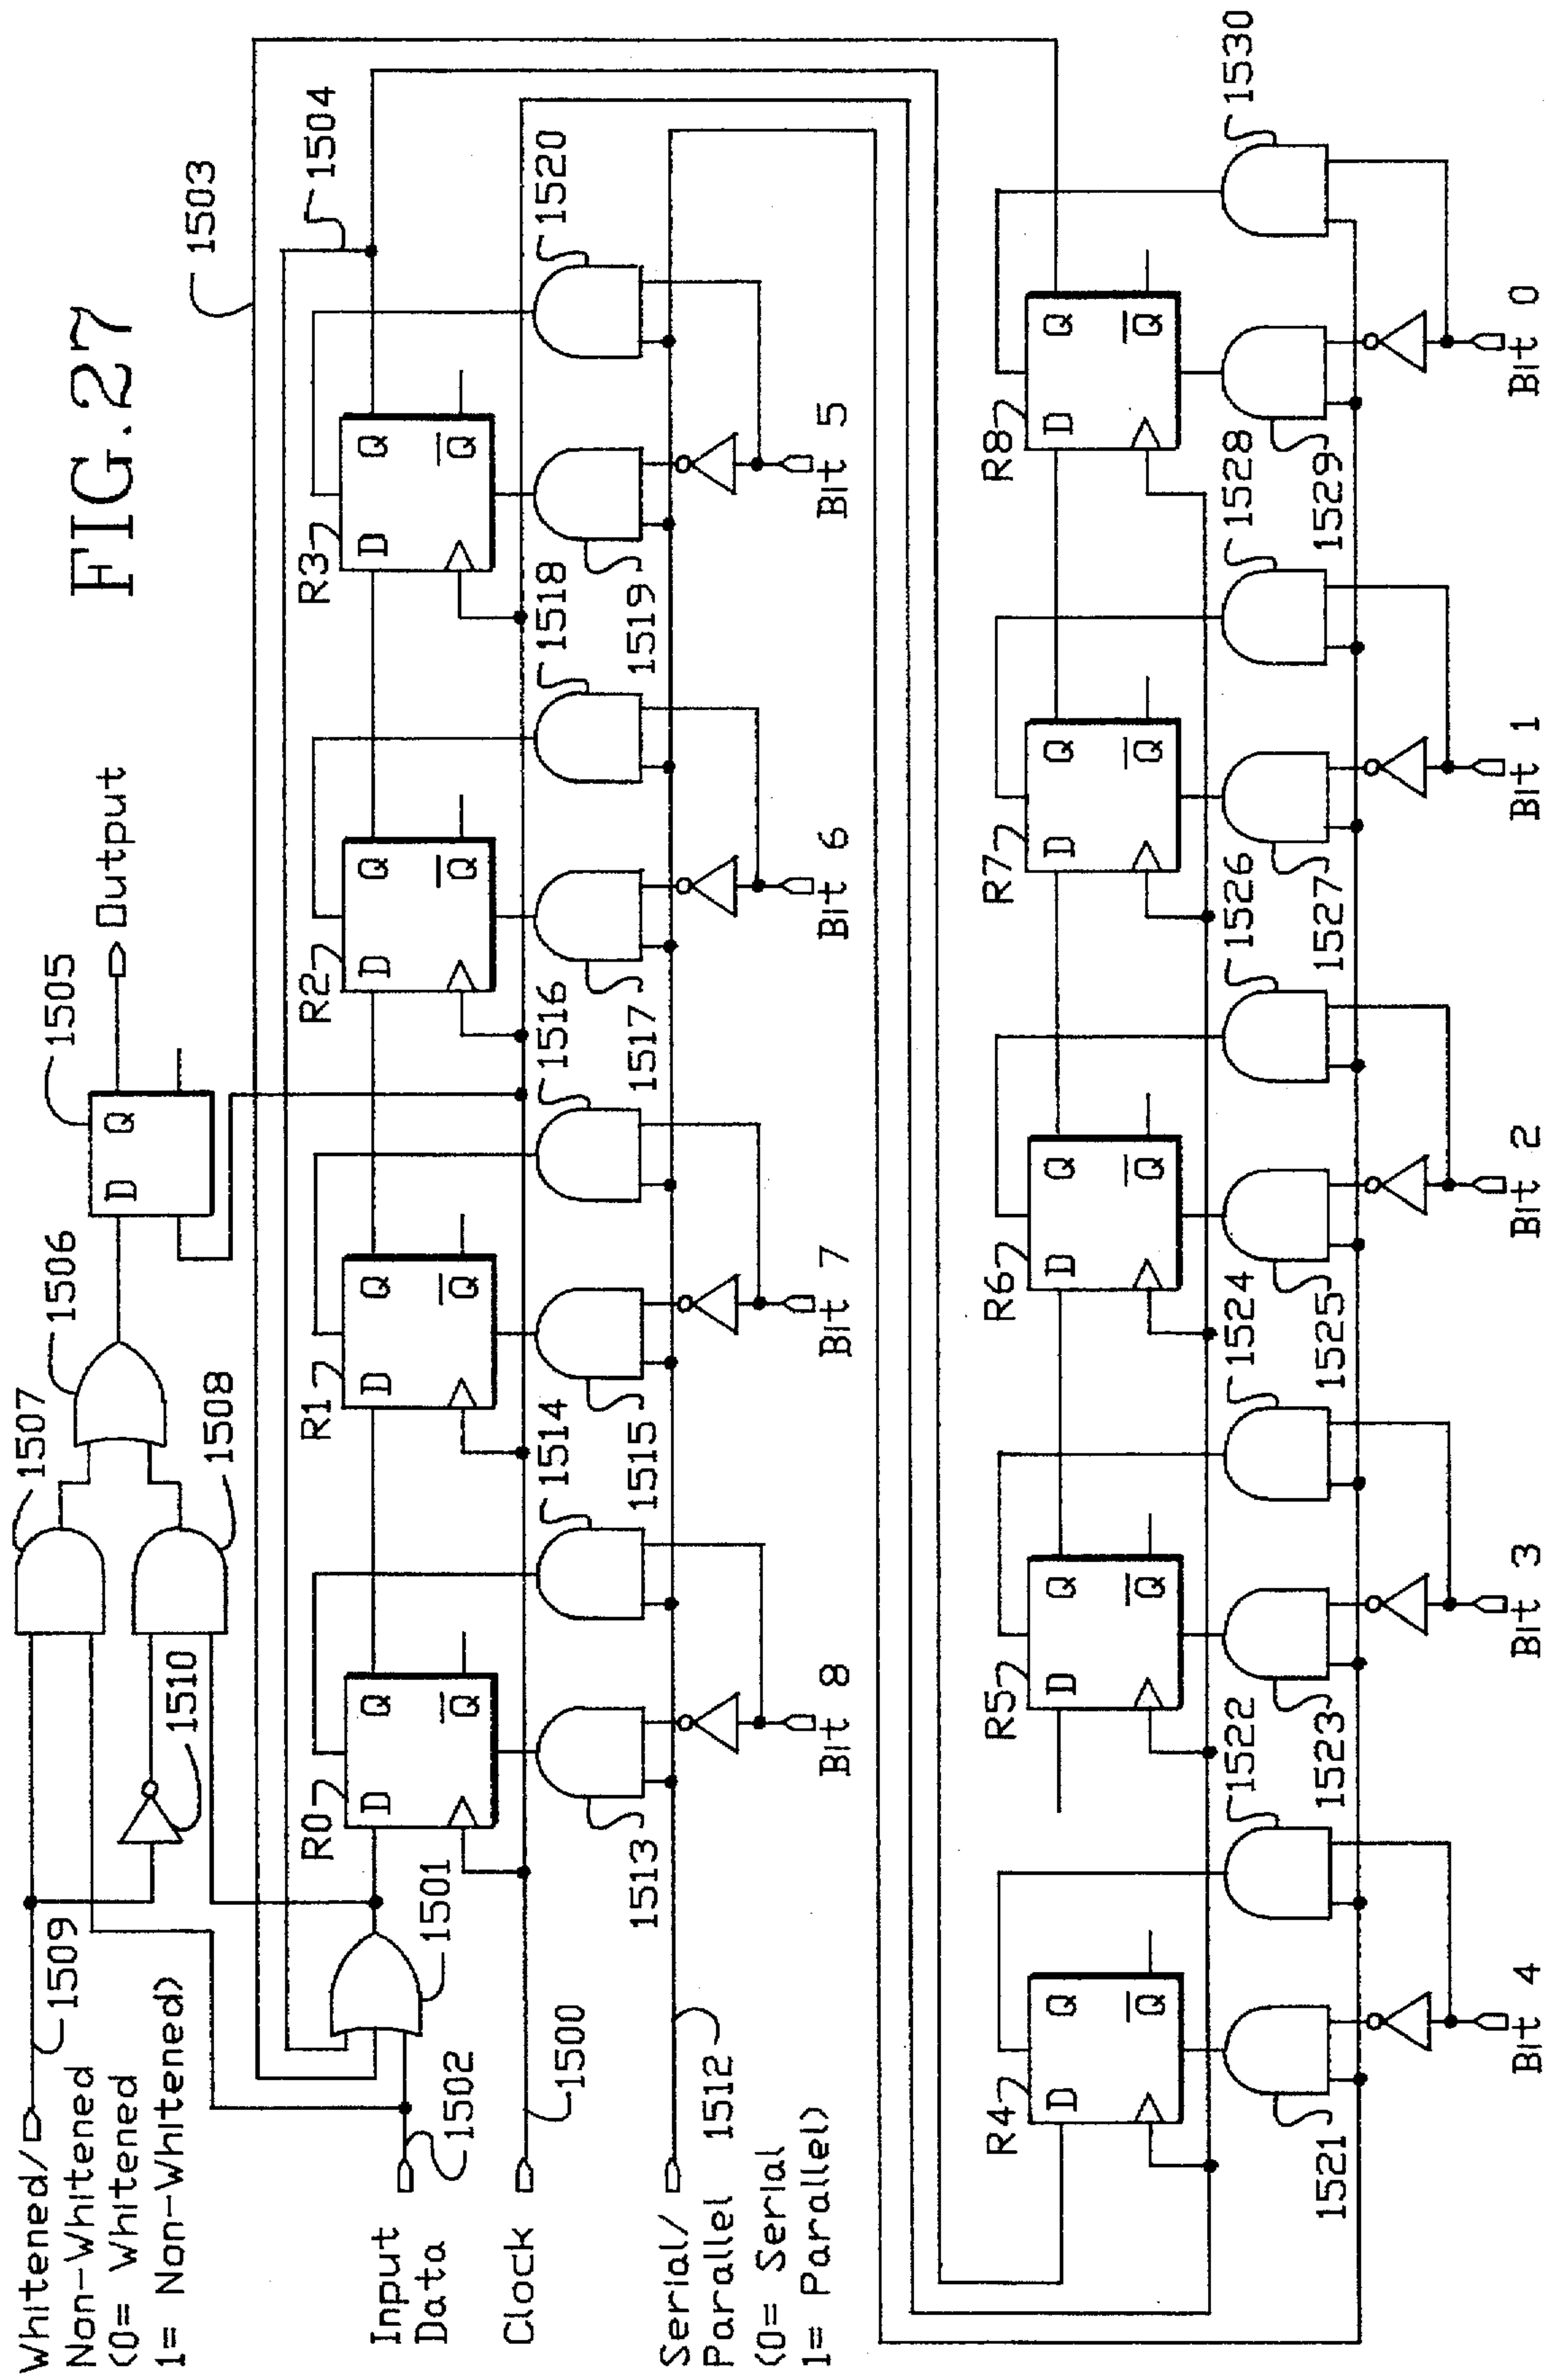 FIG.27
Whitened/
Non-Whitened
(0= Whitened
1= Non-Whitened)
1509
1510
1507
1508
1506
1505
D Q
Output
1503
1504
Input
Data
1502
1501
Clock
1500
Serial/
Parallel 1512
(0= Serial
1= Parallel)
R0
D Q
Q
R1
D Q
Q
R2
D Q
Q
R3
D Q
Q
1513
1514
1515
1516
1517
1518
1519
1520
Bit 8
Bit 7
Bit 6
Bit 5
R4
D Q
Q
R5
D Q
Q
R6
D Q
Q
R7
D Q
Q
R8
D Q
Q
1521
1522
1523
1524
1525
1526
1527
1528
1529
1530
Bit 4
Bit 3
Bit 2
Bit 1
Bit 0